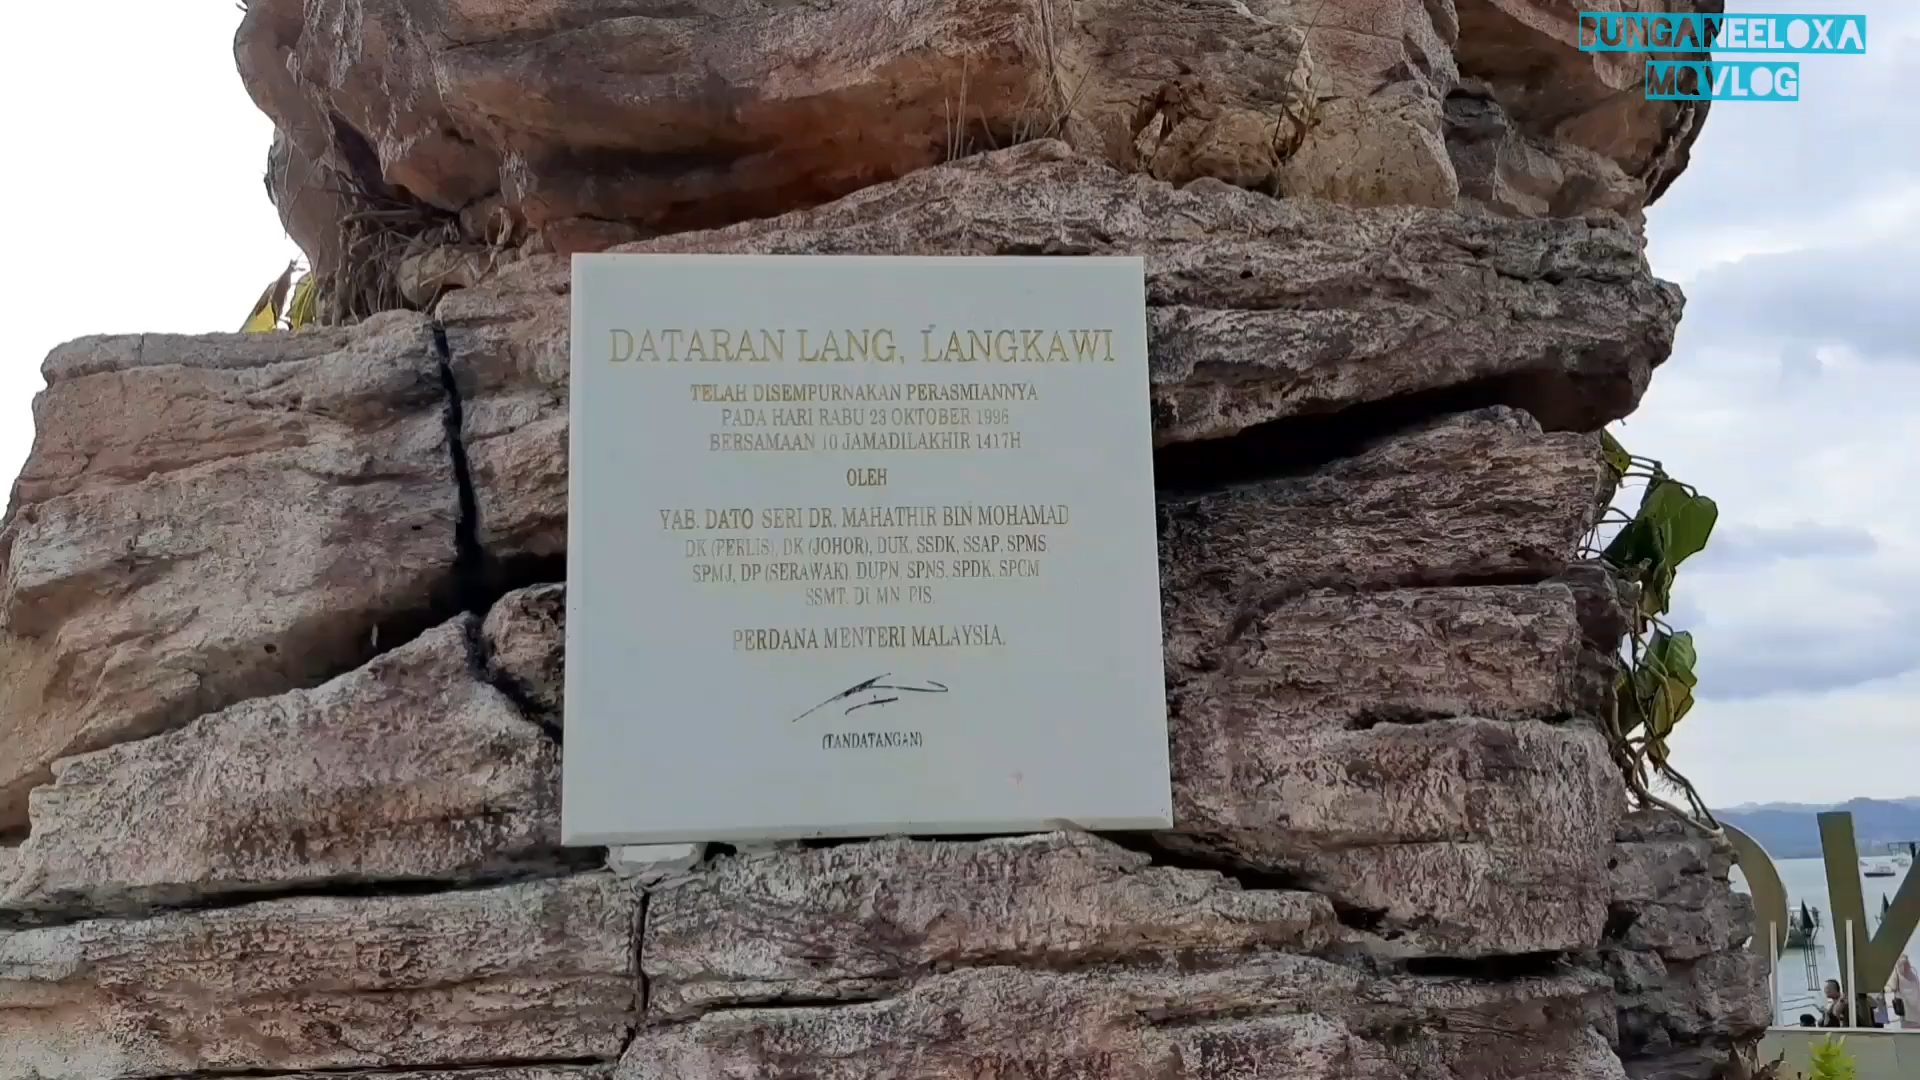 BUNGANEELOXA
MQVLOG
DATARAN LANG, LANGKAWI
TELAH DISEMPURNAKAN PERASMIANNYA
PADA HARI RABU 23 OKTOBER 1996
BERSAMAAN 10 JAMADILAKHIR 1417H
OLEH
YAB. DATO SERI DR. MAHATHIR BIN MOHAMAD
DK (PERLIS), DK (JOHOR), DUK, SSDK, SSAP, SPMS,
SPMJ, DP (SERAWAK), DUPN, SPNS, SPDK, SPCM
SSMT, DUMN, PIS.
PERDANA MENTERI MALAYSIA.
(TANDATANGAN)